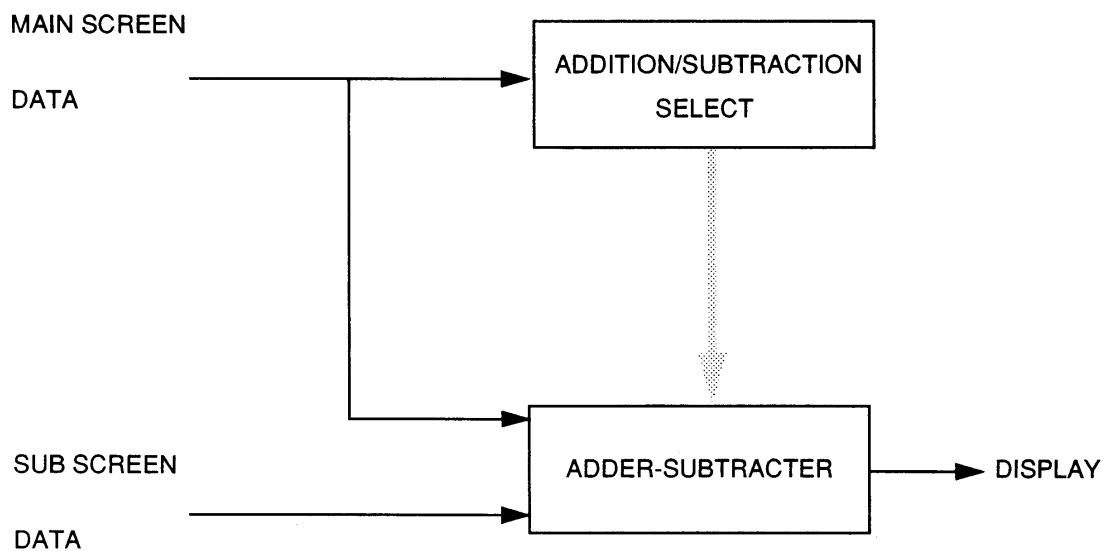 MAIN SCREEN
DATA
ADDITION/SUBTRACTION
SELECT
SUB SCREEN
DATA
ADDER-SUBTRACTER
DISPLAY